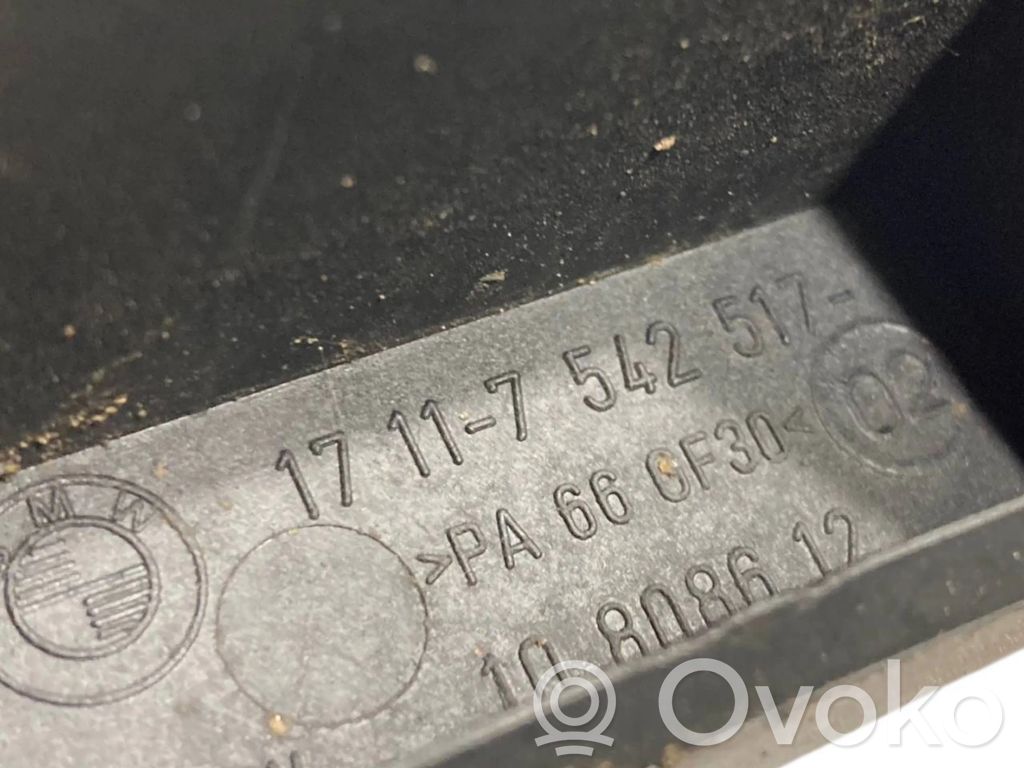 17 11-7 542 517-
02
>PA 66 GF30<
10 8086 12
BMW
Ovoko